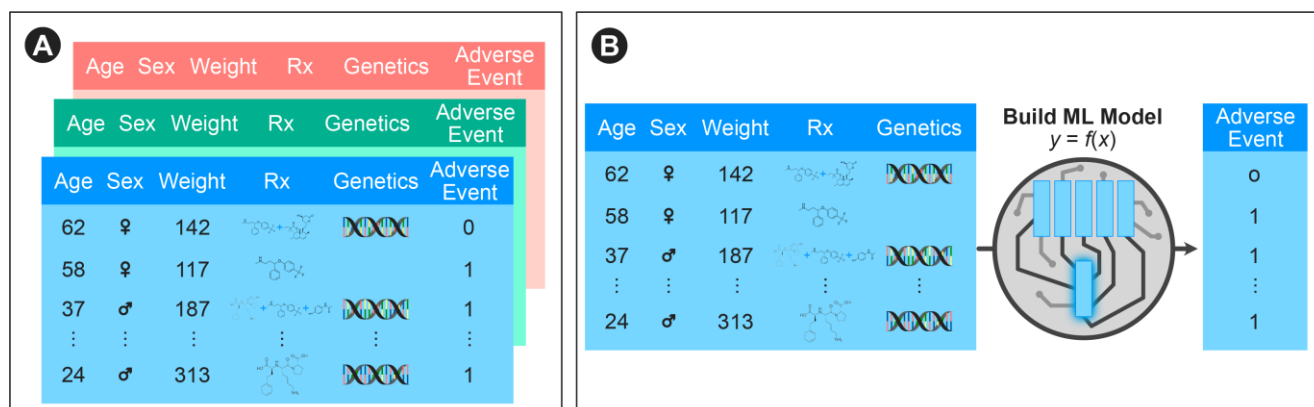 A
Age Sex Weight Rx Genetics Adverse Event
Age Sex Weight Rx Genetics Adverse Event
Age Sex Weight Rx Genetics Adverse Event
62 ♀ 142 0
58 ♀ 117 1
37 ♂ 187 1
⋮ ⋮ ⋮ ⋮ ⋮ ⋮
24 ♂ 313 1
B
Age Sex Weight Rx Genetics
62 ♀ 142
58 ♀ 117
37 ♂ 187
⋮ ⋮ ⋮ ⋮ ⋮
24 ♂ 313
Build ML Model
y = f(x)
Adverse
Event
o
1
1
⋮
1